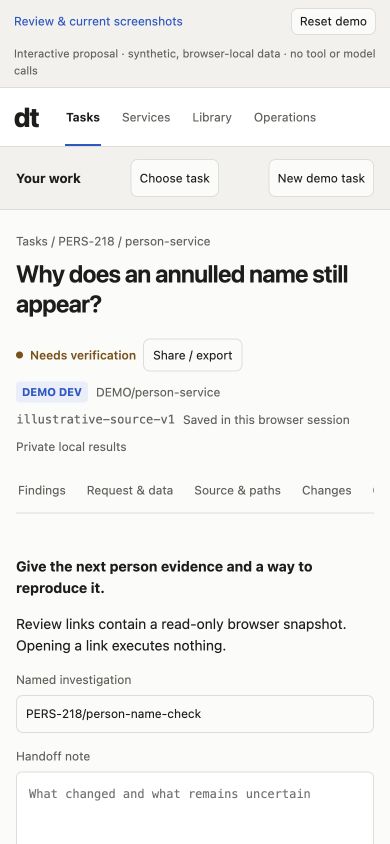 Review & current screenshots
Reset demo
Interactive proposal · synthetic, browser-local data · no tool or model
calls
dt
Tasks
Services
Library
Operations
Your work
Choose task
New demo task
Tasks / PERS-218 / person-service
Why does an annulled name still
appear?
Needs verification
Share / export
DEMO DEV
DEMO/person-service
illustrative-source-v1
Saved in this browser session
Private local results
Findings
Request & data
Source & paths
Changes
Give the next person evidence and a way to
reproduce it.
Review links contain a read-only browser snapshot.
Opening a link executes nothing.
Named investigation
PERS-218/person-name-check
Handoff note
What changed and what remains uncertain